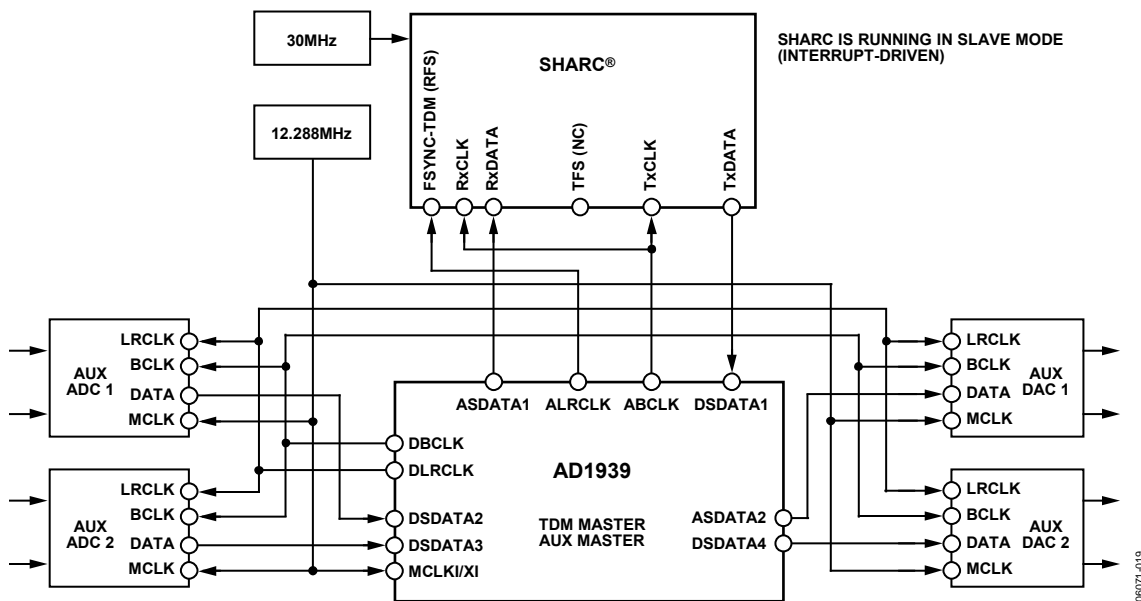 30MHz
12.288MHz
SHARC®
SHARC IS RUNNING IN SLAVE MODE
(INTERRUPT-DRIVEN)
FSYNC-TDM (RFS)
RxCLK
RxDATA
TFS (NC)
TxCLK
TxDATA
AUX
ADC 1
LRCLK
BCLK
DATA
MCLK
AUX
ADC 2
LRCLK
BCLK
DATA
MCLK
ASDATA1
ALRCLK
ABCLK
DSDATA1
DBCLK
DLRCLK
DSDATA2
DSDATA3
MCLKI/XI
AD1939
TDM MASTER
AUX MASTER
ASDATA2
DSDATA4
LRCLK
BCLK
DATA
MCLK
AUX
DAC 1
LRCLK
BCLK
DATA
MCLK
AUX
DAC 2
06071-019